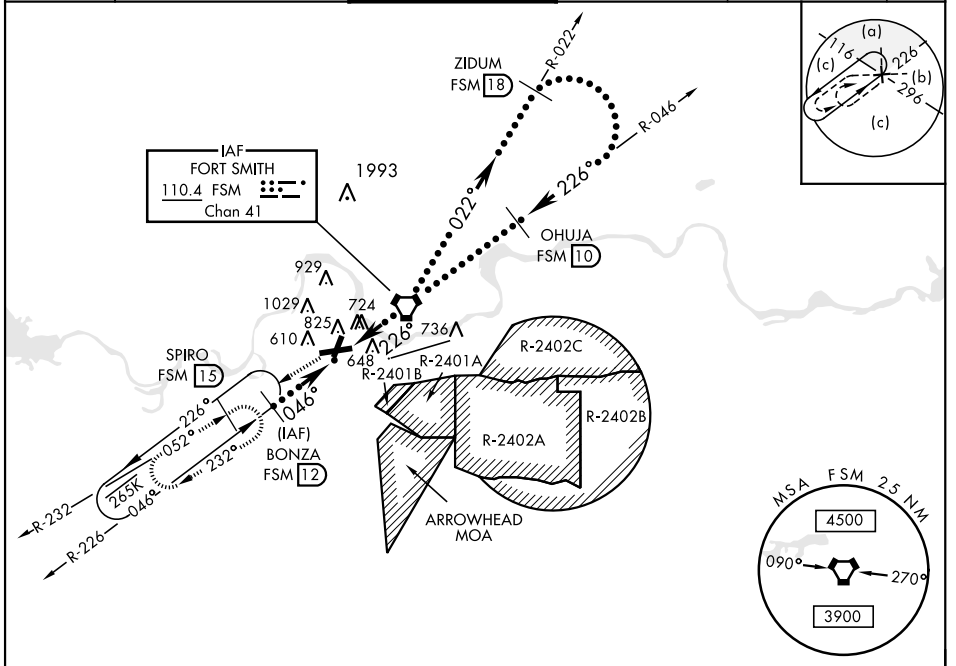 ZIDUM
FSM 18
R-022
R-046
022°
226°
OHUJA
FSM 10
IAF
FORT SMITH
110.4 FSM
Chan 41
1993
929
1029
724
825
610
648
736
226°
SPIRO
FSM 15
226°
052°
232°
046°
265K
046°
(IAF)
BONZA
FSM 12
R-232
R-226
R-2401B
R-2401A
R-2402C
R-2402A
R-2402B
ARROWHEAD
MOA
(a)
116
226
(c)
(b)
296
(c)
MSA FSM 25 NM
4500
090°
270°
3900